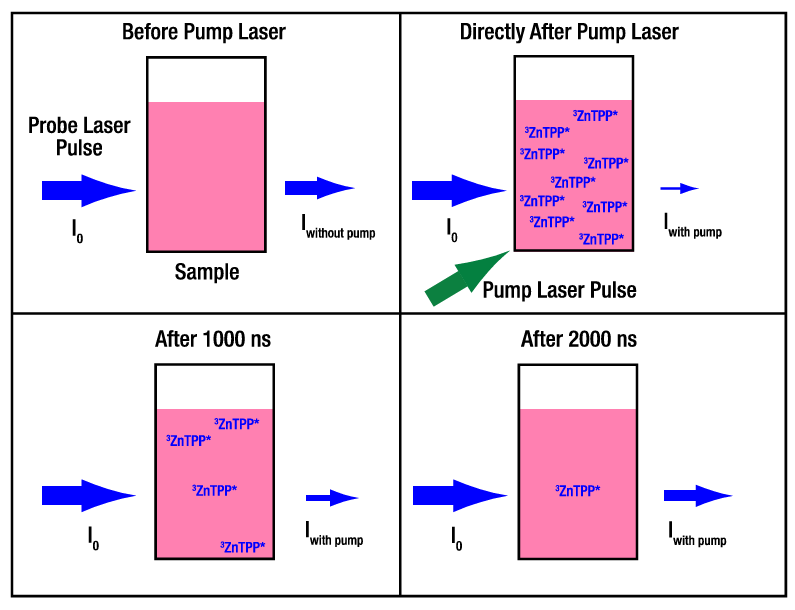 Before Pump Laser
Probe Laser
Pulse
I₀
Iwithout pump
Sample
Directly After Pump Laser
³ZnTPP*
³ZnTPP*
³ZnTPP*
³ZnTPP*
³ZnTPP*
³ZnTPP*
³ZnTPP*
³ZnTPP*
³ZnTPP*
I₀
Iwith pump
Pump Laser Pulse
After 1000 ns
³ZnTPP*
³ZnTPP*
³ZnTPP*
³ZnTPP*
I₀
Iwith pump
After 2000 ns
³ZnTPP*
I₀
Iwith pump